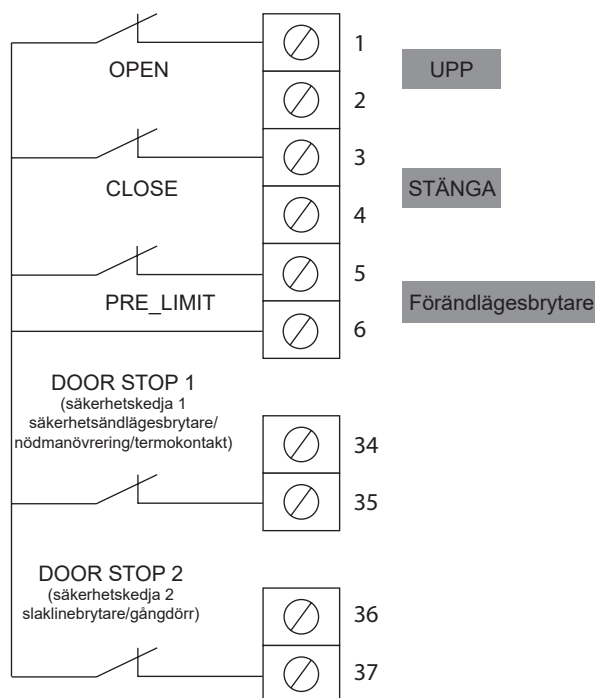 1
OPEN
UPP
2
3
CLOSE
STÄNGA
4
5
PRE_LIMIT
Förändlägesbrytare
6
DOOR STOP 1
(säkerhetskedja 1
säkerhetsändlägesbrytare/
nödmanövrering/termokontakt)
34
35
DOOR STOP 2
(säkerhetskedja 2
slaklinebrytare/gångdörr)
36
37